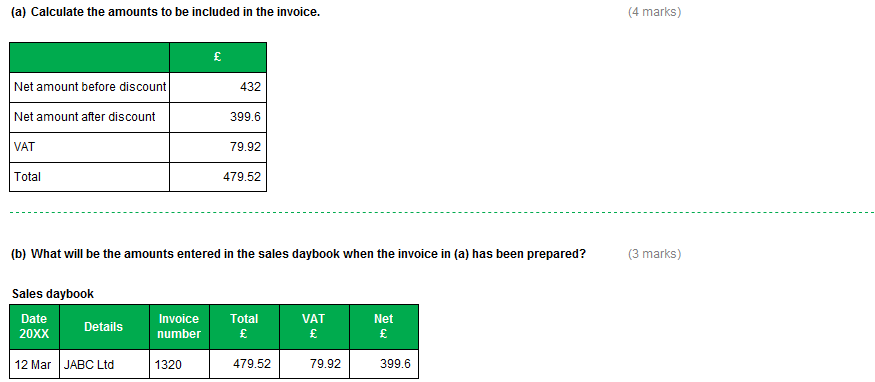 (a) Calculate the amounts to be included in the invoice. (4 marks)
£
Net amount before discount 432
Net amount after discount 399.6
VAT 79.92
Total 479.52
(b) What will be the amounts entered in the sales daybook when the invoice in (a) has been prepared? (3 marks)
Sales daybook
Date 20XX Details Invoice number Total £ VAT £ Net £
12 Mar JABC Ltd 1320 479.52 79.92 399.6